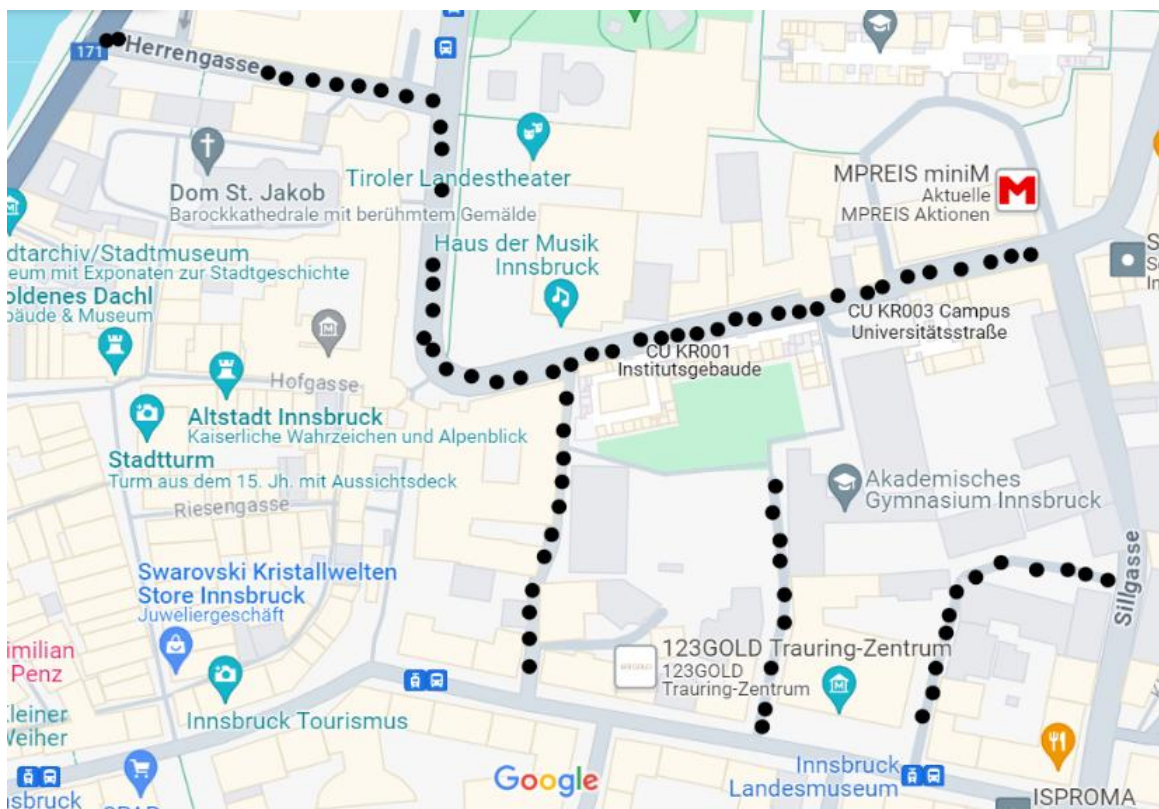 171
Herrengasse
Dom St. Jakob
Barockkathedrale mit berühmtem Gemälde
Tiroler Landestheater
MPREIS miniM
Aktuelle
MPREIS Aktionen
M
Haus der Musik
Innsbruck
dtarchiv/Stadtmuseum
eum mit Exponaten zur Stadtgeschichte
oldenes Dachl
bäude & Museum
CU KR003 Campus
Universitätsstraße
CU KR001
Institutsgebaude
Hofgasse
Altstadt Innsbruck
Kaiserliche Wahrzeichen und Alpenblick
Stadtturm
Turm aus dem 15. Jh. mit Aussichtsdeck
Riesengasse
Akademisches
Gymnasium Innsbruck
Sillgasse
Swarovski Kristallwelten
Store Innsbruck
Juweliergeschäft
imilian
Penz
123GOLD Trauring-Zentrum
123GOLD
Trauring-Zentrum
Innsbruck Tourismus
Kleiner
Weiher
Innsbruck
Landesmuseum
Google
nsbruck
ISPROMA